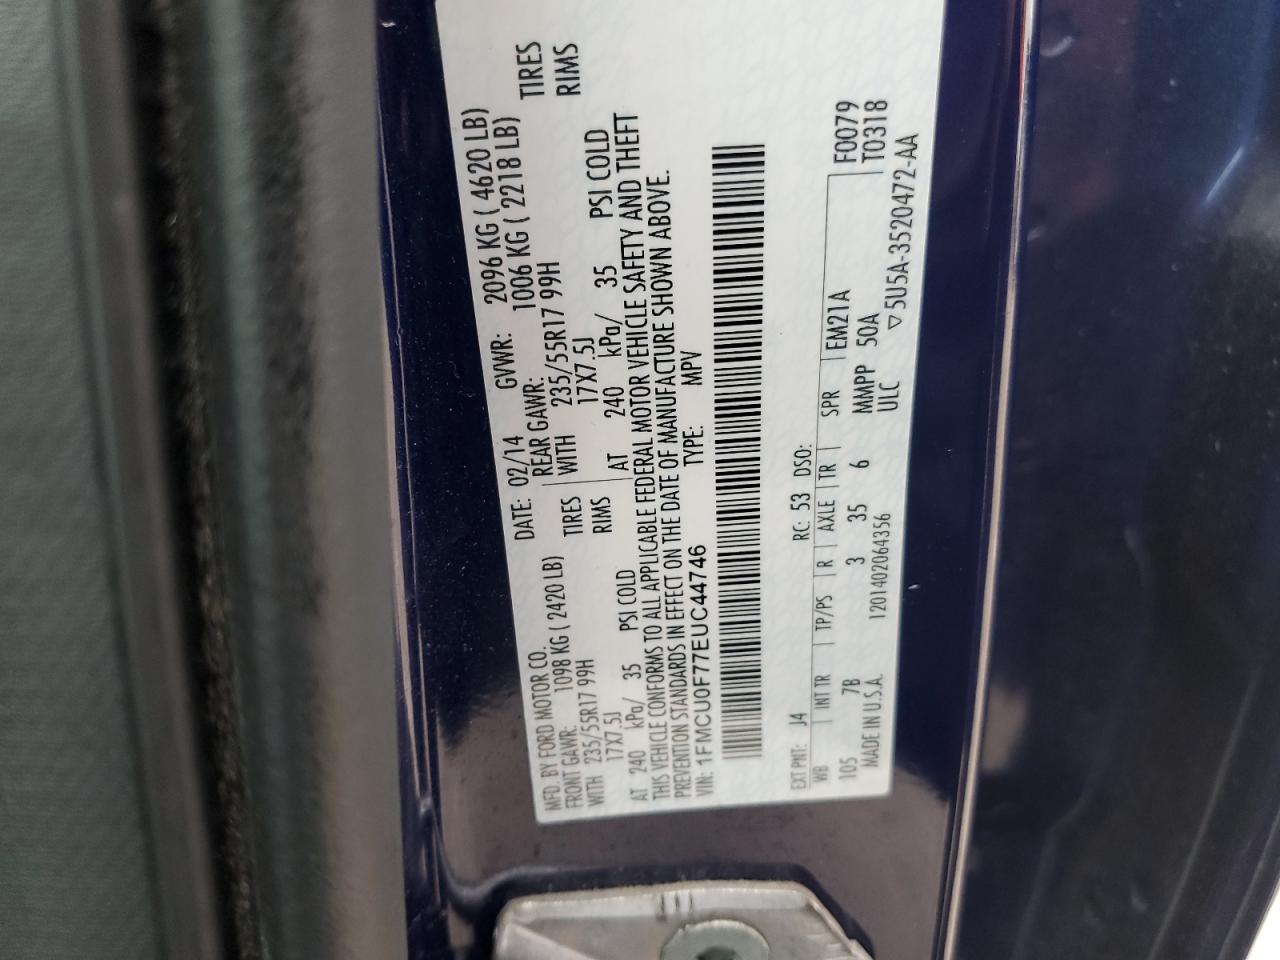 MFD. BY FORD MOTOR CO. DATE: 02/14 GVWR: 2096 KG ( 4620 LB)
FRONT GAWR: 1098 KG ( 2420 LB) REAR GAWR: 1006 KG ( 2218 LB)
WITH 235/55R17 99H TIRES WITH 235/55R17 99H TIRES
17X7.5J RIMS 17X7.5J RIMS
AT 240 kPa/ 35 PSI COLD AT 240 kPa/ 35 PSI COLD
THIS VEHICLE CONFORMS TO ALL APPLICABLE FEDERAL MOTOR VEHICLE SAFETY AND THEFT
PREVENTION STANDARDS IN EFFECT ON THE DATE OF MANUFACTURE SHOWN ABOVE.
VIN: 1FMCU0F77EUC44746 TYPE: MPV
EXT PNT: J4 RC: 53 DSO: F0079
WB INT TR TP/PS R AXLE TR SPR EM21A T0318
105 7B 3 35 6 MMPP 50A
MADE IN U.S.A. 1201402064356 ULC ▽5U5A-3520472-AA